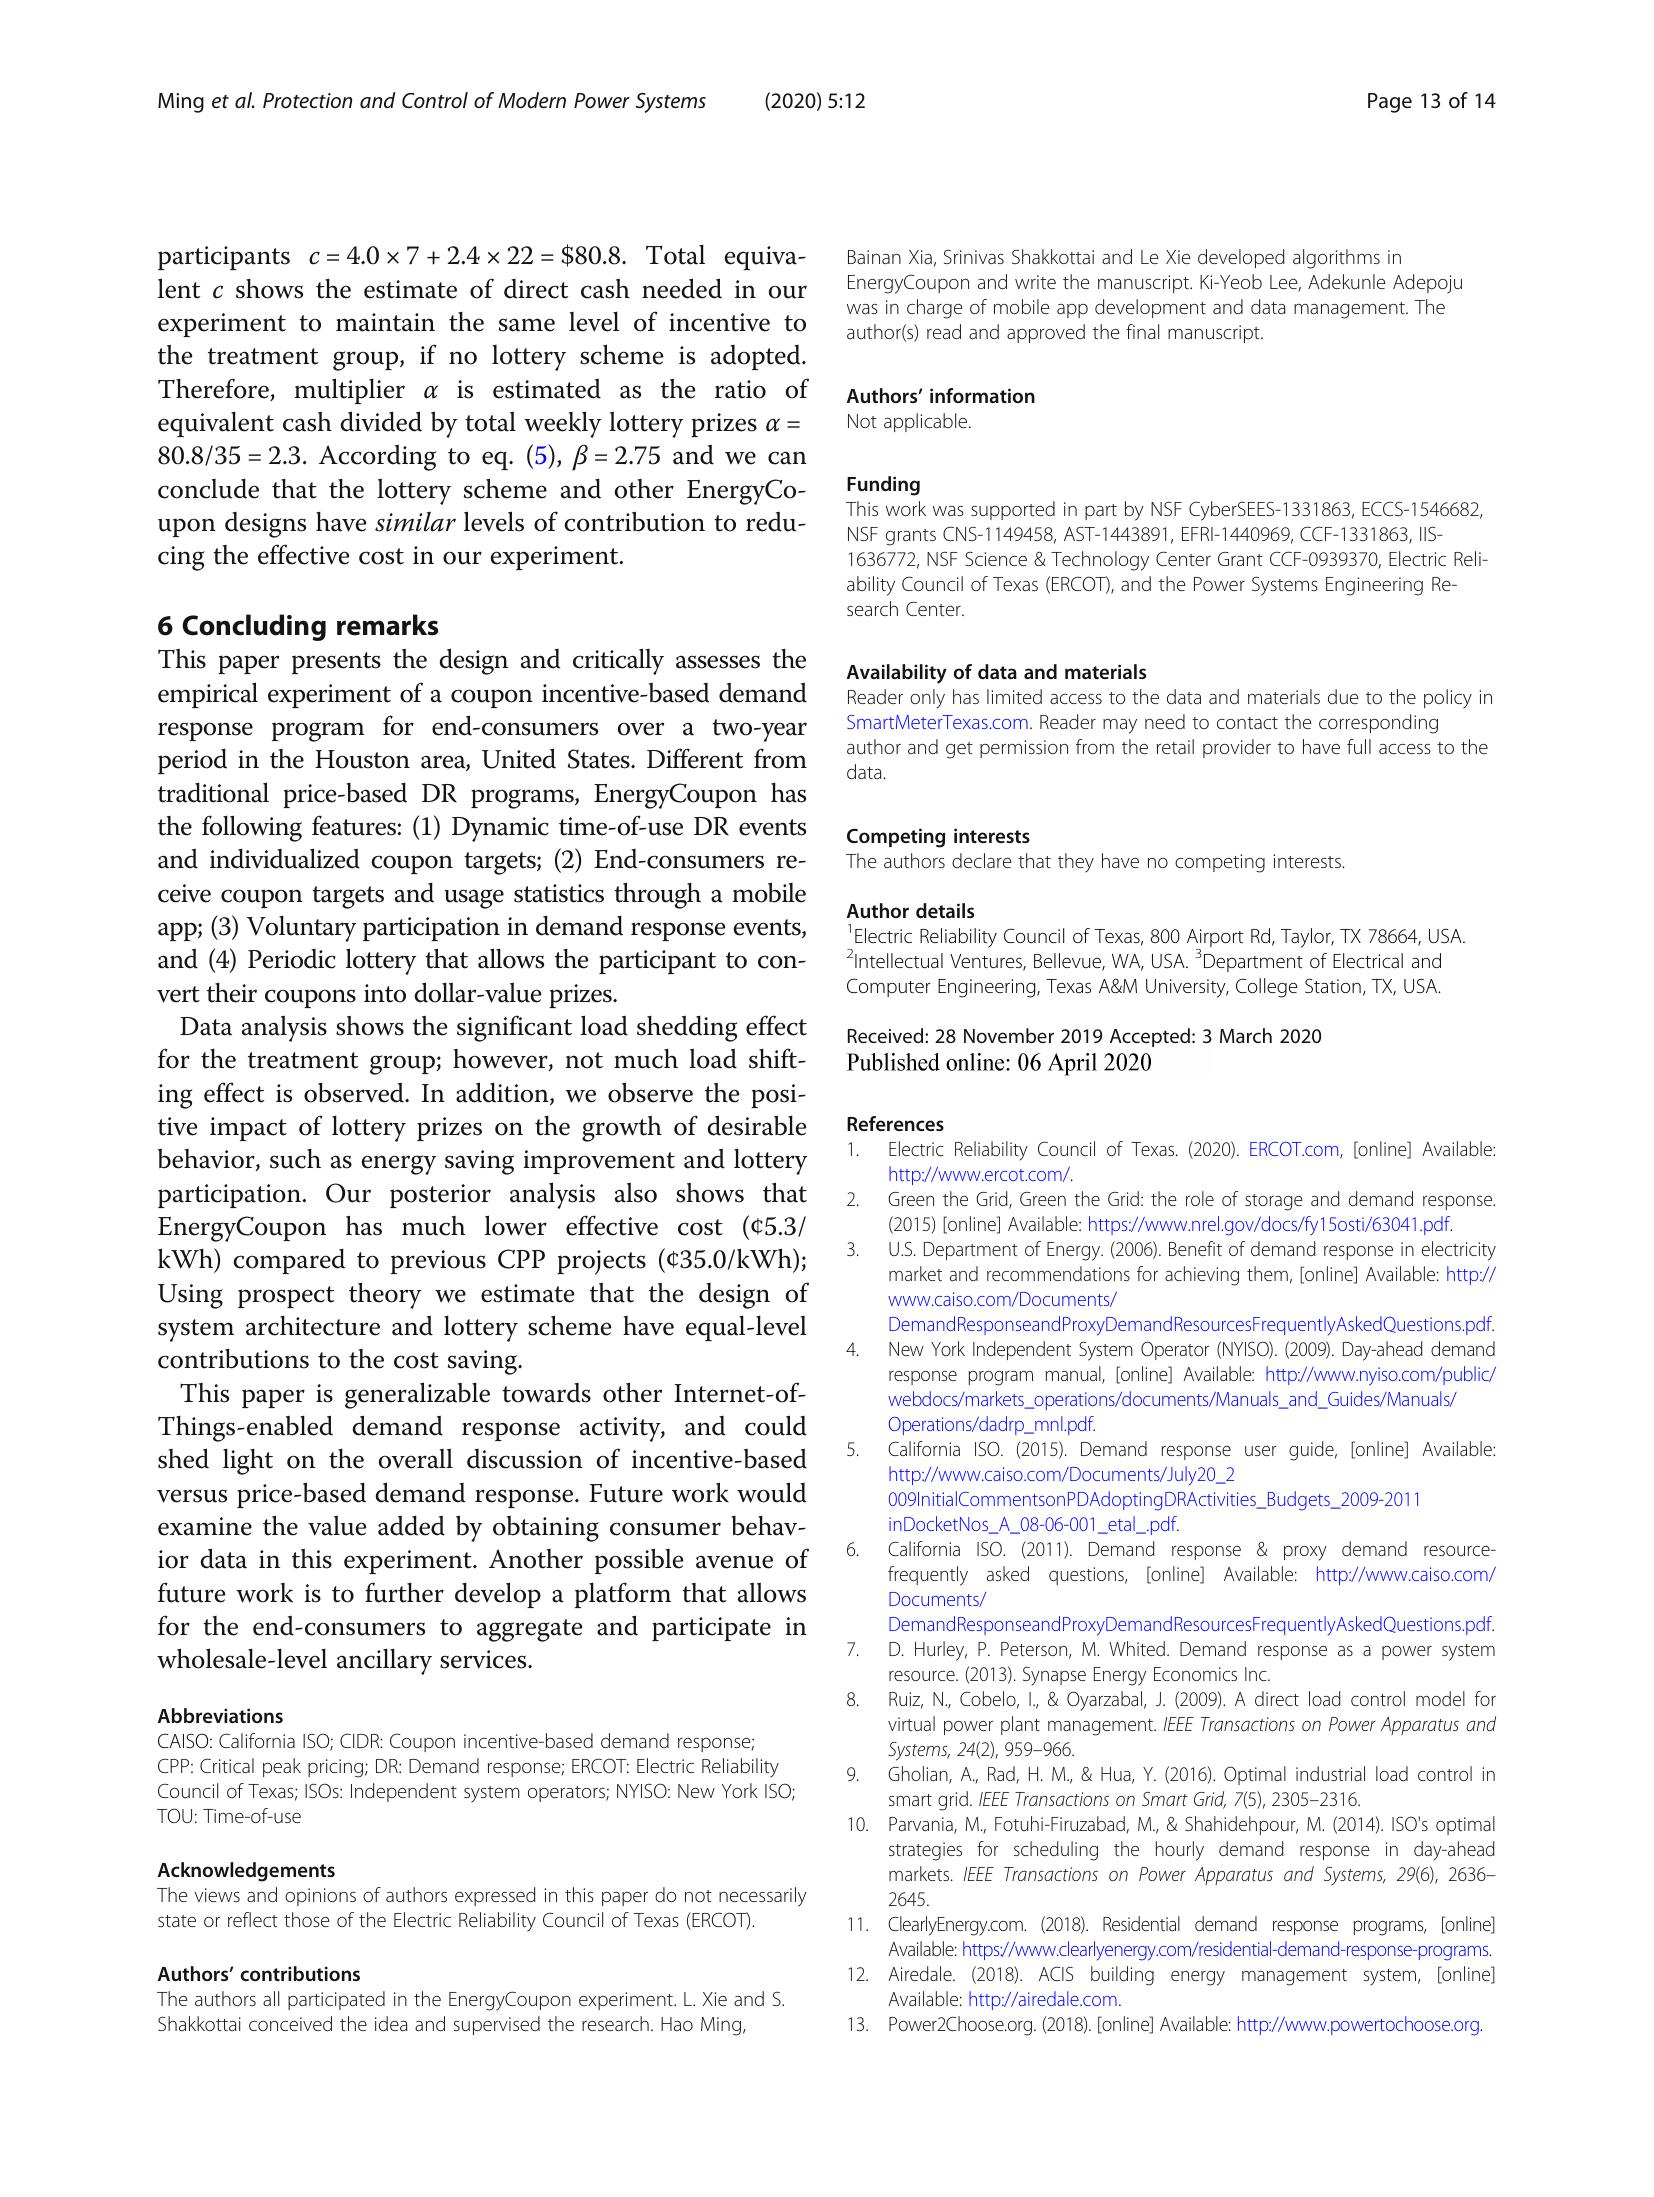 Ming et al. Protection and Control of Modern Power Systems (2020) 5:12 Page 13 of 14
participants c = 4.0 × 7 + 2.4 × 22 = $80.8. Total equiva-
lent c shows the estimate of direct cash needed in our
experiment to maintain the same level of incentive to
the treatment group, if no lottery scheme is adopted.
Therefore, multiplier α is estimated as the ratio of
equivalent cash divided by total weekly lottery prizes α =
80.8/35 = 2.3. According to eq. (5), β = 2.75 and we can
conclude that the lottery scheme and other EnergyCo-
upon designs have similar levels of contribution to redu-
cing the effective cost in our experiment.
6 Concluding remarks
This paper presents the design and critically assesses the
empirical experiment of a coupon incentive-based demand
response program for end-consumers over a two-year
period in the Houston area, United States. Different from
traditional price-based DR programs, EnergyCoupon has
the following features: (1) Dynamic time-of-use DR events
and individualized coupon targets; (2) End-consumers re-
ceive coupon targets and usage statistics through a mobile
app; (3) Voluntary participation in demand response events,
and (4) Periodic lottery that allows the participant to con-
vert their coupons into dollar-value prizes.
Data analysis shows the significant load shedding effect
for the treatment group; however, not much load shift-
ing effect is observed. In addition, we observe the posi-
tive impact of lottery prizes on the growth of desirable
behavior, such as energy saving improvement and lottery
participation. Our posterior analysis also shows that
EnergyCoupon has much lower effective cost (¢5.3/
kWh) compared to previous CPP projects (¢35.0/kWh);
Using prospect theory we estimate that the design of
system architecture and lottery scheme have equal-level
contributions to the cost saving.
This paper is generalizable towards other Internet-of-
Things-enabled demand response activity, and could
shed light on the overall discussion of incentive-based
versus price-based demand response. Future work would
examine the value added by obtaining consumer behav-
ior data in this experiment. Another possible avenue of
future work is to further develop a platform that allows
for the end-consumers to aggregate and participate in
wholesale-level ancillary services.
Abbreviations
CAISO: California ISO; CIDR: Coupon incentive-based demand response;
CPP: Critical peak pricing; DR: Demand response; ERCOT: Electric Reliability
Council of Texas; ISOs: Independent system operators; NYISO: New York ISO;
TOU: Time-of-use
Acknowledgements
The views and opinions of authors expressed in this paper do not necessarily
state or reflect those of the Electric Reliability Council of Texas (ERCOT).
Authors’ contributions
The authors all participated in the EnergyCoupon experiment. L. Xie and S.
Shakkottai conceived the idea and supervised the research. Hao Ming,
Bainan Xia, Srinivas Shakkottai and Le Xie developed algorithms in
EnergyCoupon and write the manuscript. Ki-Yeob Lee, Adekunle Adepoju
was in charge of mobile app development and data management. The
author(s) read and approved the final manuscript.
Authors’ information
Not applicable.
Funding
This work was supported in part by NSF CyberSEES-1331863, ECCS-1546682,
NSF grants CNS-1149458, AST-1443891, EFRI-1440969, CCF-1331863, IIS-
1636772, NSF Science & Technology Center Grant CCF-0939370, Electric Reli-
ability Council of Texas (ERCOT), and the Power Systems Engineering Re-
search Center.
Availability of data and materials
Reader only has limited access to the data and materials due to the policy in
SmartMeterTexas.com. Reader may need to contact the corresponding
author and get permission from the retail provider to have full access to the
data.
Competing interests
The authors declare that they have no competing interests.
Author details
1Electric Reliability Council of Texas, 800 Airport Rd, Taylor, TX 78664, USA.
2Intellectual Ventures, Bellevue, WA, USA. 3Department of Electrical and
Computer Engineering, Texas A&M University, College Station, TX, USA.
Received: 28 November 2019 Accepted: 3 March 2020
Published online: 06 April 2020
References
1. Electric Reliability Council of Texas. (2020). ERCOT.com, [online] Available:
http://www.ercot.com/.
2. Green the Grid, Green the Grid: the role of storage and demand response.
(2015) [online] Available: https://www.nrel.gov/docs/fy15osti/63041.pdf.
3. U.S. Department of Energy. (2006). Benefit of demand response in electricity
market and recommendations for achieving them, [online] Available: http://
www.caiso.com/Documents/
DemandResponseandProxyDemandResourcesFrequentlyAskedQuestions.pdf.
4. New York Independent System Operator (NYISO). (2009). Day-ahead demand
response program manual, [online] Available: http://www.nyiso.com/public/
webdocs/markets_operations/documents/Manuals_and_Guides/Manuals/
Operations/dadrp_mnl.pdf.
5. California ISO. (2015). Demand response user guide, [online] Available:
http://www.caiso.com/Documents/July20_2
009InitialCommentsonPDAdoptingDRActivities_Budgets_2009-2011
inDocketNos_A_08-06-001_etal_.pdf.
6. California ISO. (2011). Demand response & proxy demand resource-
frequently asked questions, [online] Available: http://www.caiso.com/
Documents/
DemandResponseandProxyDemandResourcesFrequentlyAskedQuestions.pdf.
7. D. Hurley, P. Peterson, M. Whited. Demand response as a power system
resource. (2013). Synapse Energy Economics Inc.
8. Ruiz, N., Cobelo, I., & Oyarzabal, J. (2009). A direct load control model for
virtual power plant management. IEEE Transactions on Power Apparatus and
Systems, 24(2), 959–966.
9. Gholian, A., Rad, H. M., & Hua, Y. (2016). Optimal industrial load control in
smart grid. IEEE Transactions on Smart Grid, 7(5), 2305–2316.
10. Parvania, M., Fotuhi-Firuzabad, M., & Shahidehpour, M. (2014). ISO's optimal
strategies for scheduling the hourly demand response in day-ahead
markets. IEEE Transactions on Power Apparatus and Systems, 29(6), 2636–
2645.
11. ClearlyEnergy.com. (2018). Residential demand response programs, [online]
Available: https://www.clearlyenergy.com/residential-demand-response-programs.
12. Airedale. (2018). ACIS building energy management system, [online]
Available: http://airedale.com.
13. Power2Choose.org. (2018). [online] Available: http://www.powertochoose.org.